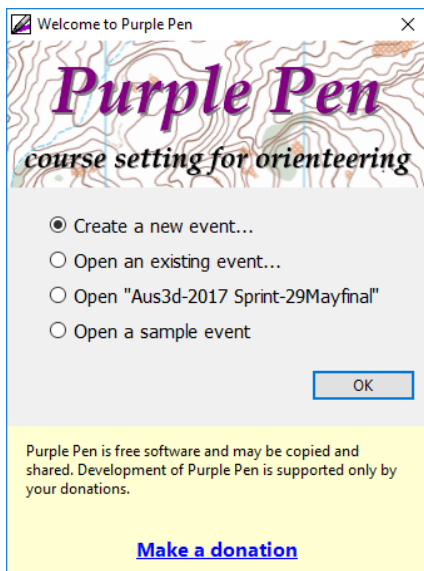 Welcome to Purple Pen
Purple Pen
course setting for orienteering
Create a new event...
Open an existing event...
Open "Aus3d-2017 Sprint-29Mayfinal"
Open a sample event
OK
Purple Pen is free software and may be copied and
shared. Development of Purple Pen is supported only by
your donations.
Make a donation